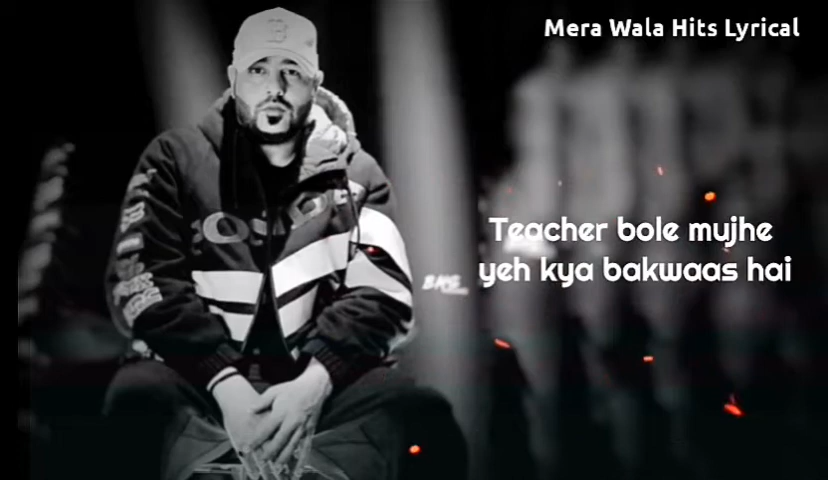 Mera Wala Hits Lyrical
Teacher bole mujhe
yeh kya bakwaas hai